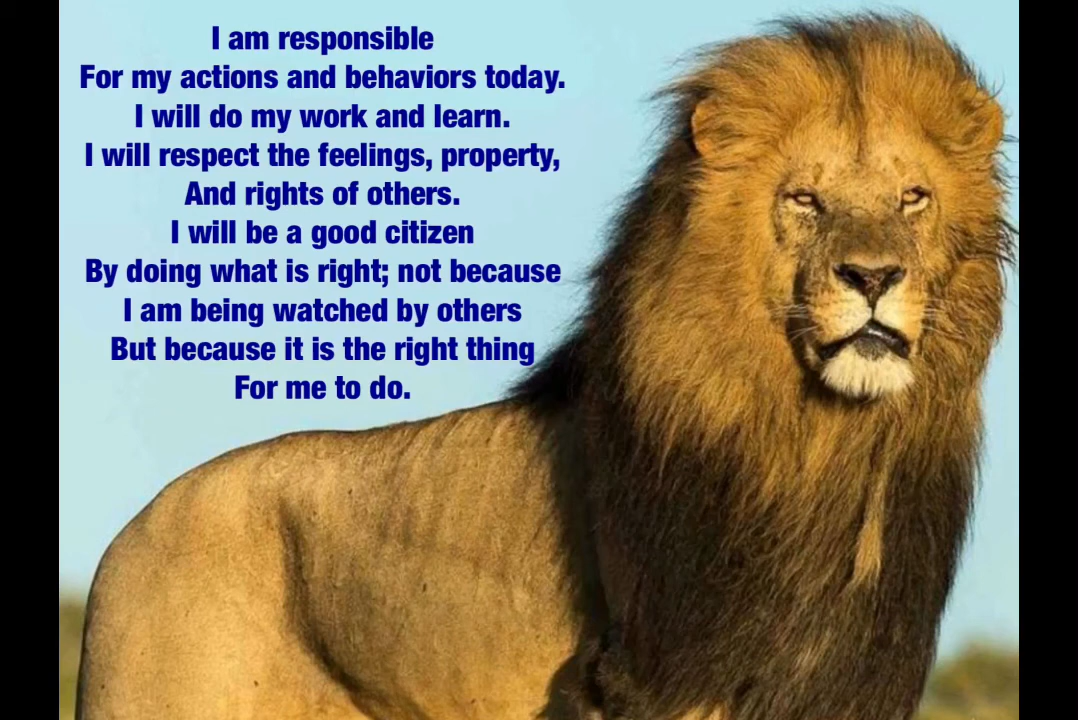 I am responsible
For my actions and behaviors today.
I will do my work and learn.
I will respect the feelings, property,
And rights of others.
I will be a good citizen
By doing what is right; not because
I am being watched by others
But because it is the right thing
For me to do.